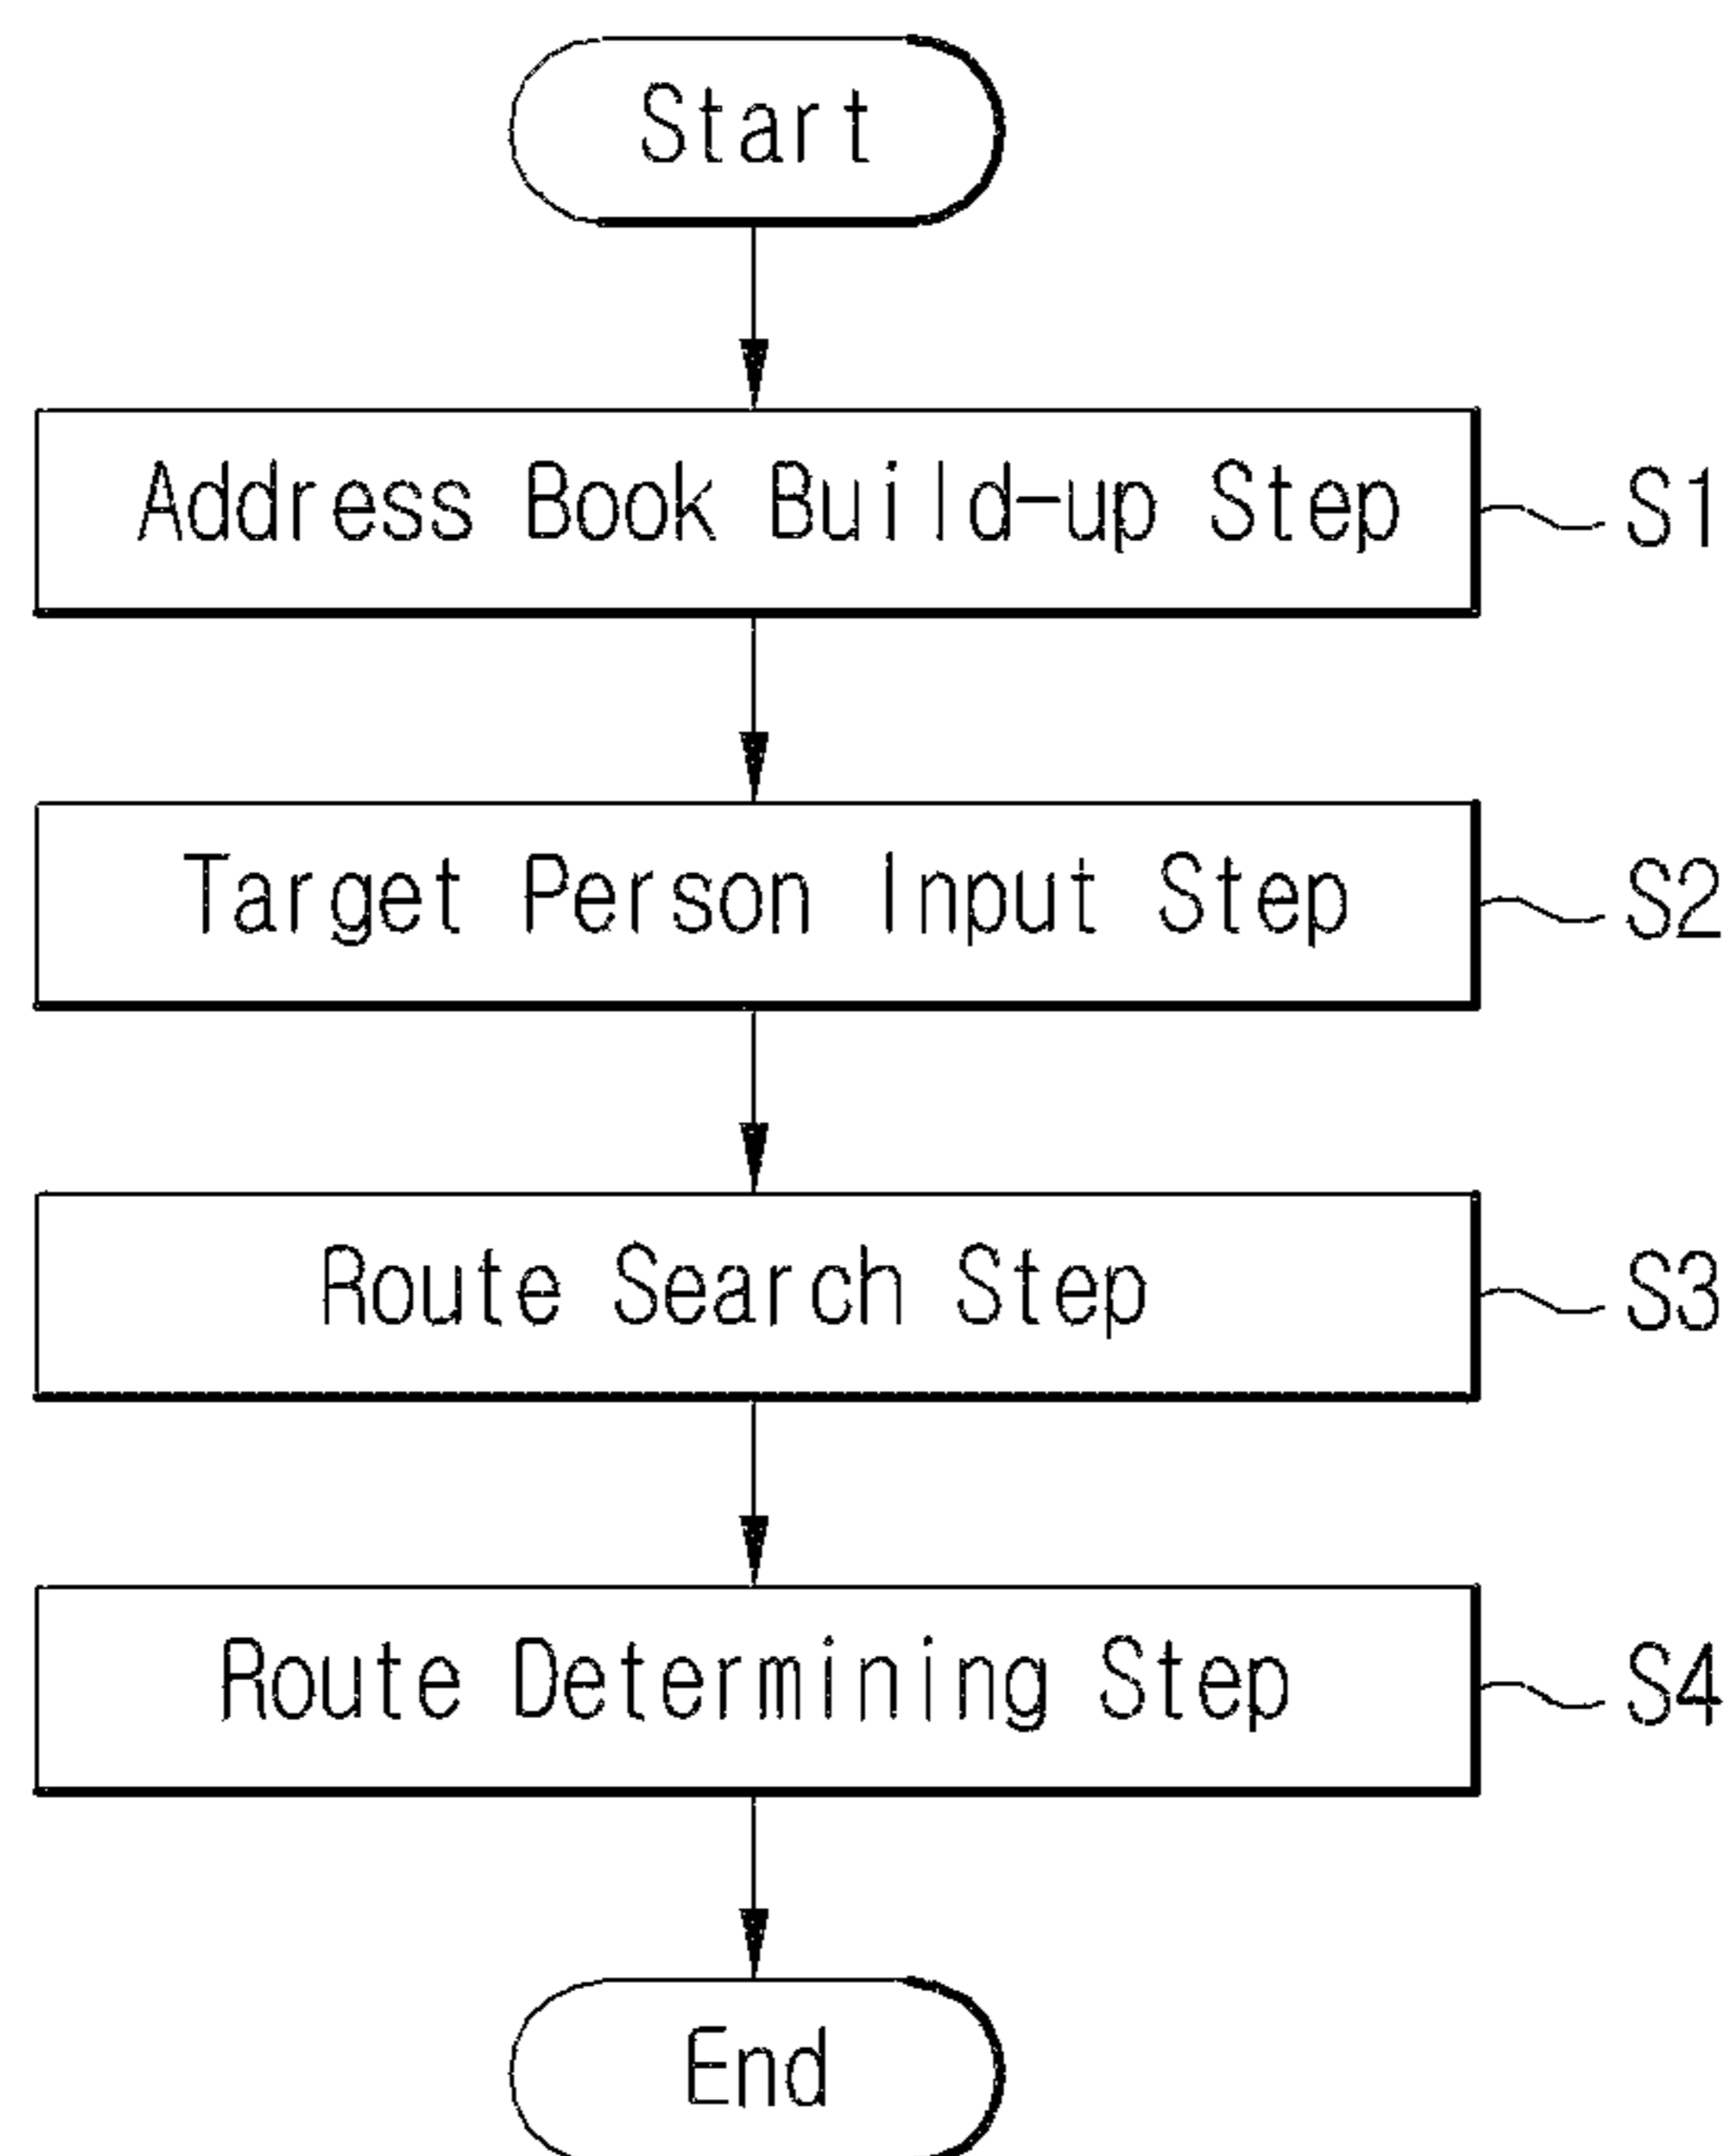 Start
Address Book Build-up Step S1
Target Person Input Step S2
Route Search Step S3
Route Determining Step S4
End